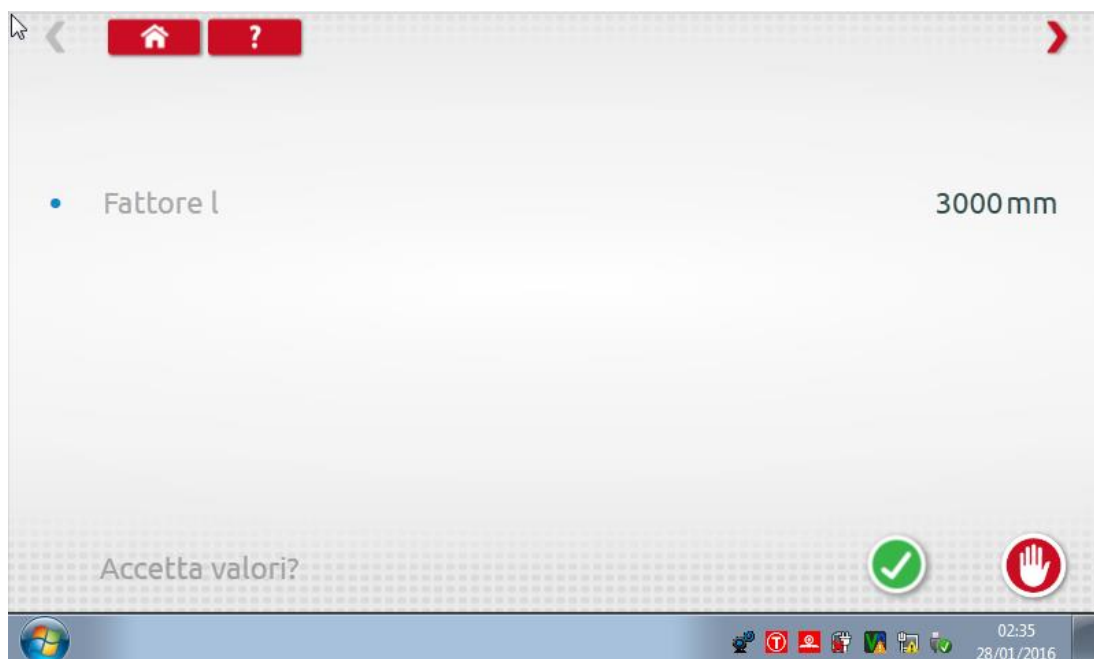 ?
Fattore l
3000 mm
Accetta valori?
02:35
28/01/2016